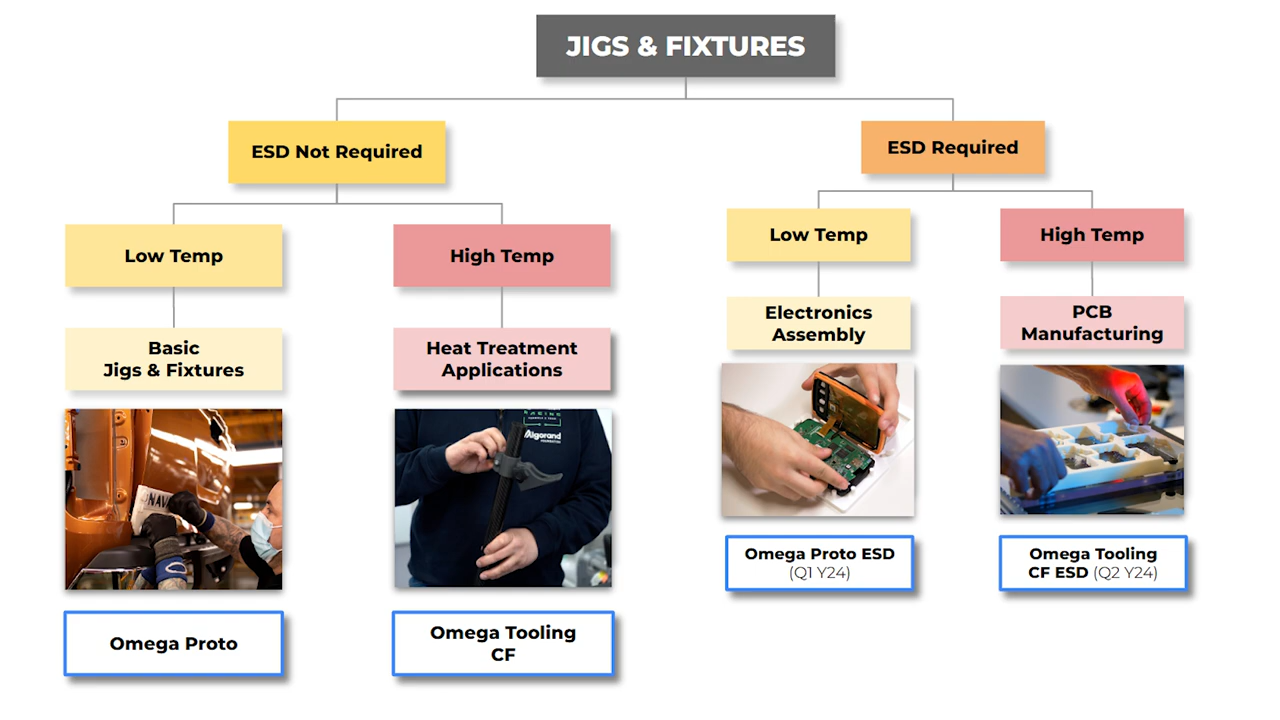 JIGS & FIXTURES
ESD Not Required
ESD Required
Low Temp
High Temp
Low Temp
High Temp
Basic
Jigs & Fixtures
Heat Treatment
Applications
Electronics
Assembly
PCB
Manufacturing
NAV
Algorand
Omega Proto ESD
(Q1 Y24)
Omega Tooling
CF ESD (Q2 Y24)
Omega Proto
Omega Tooling
CF